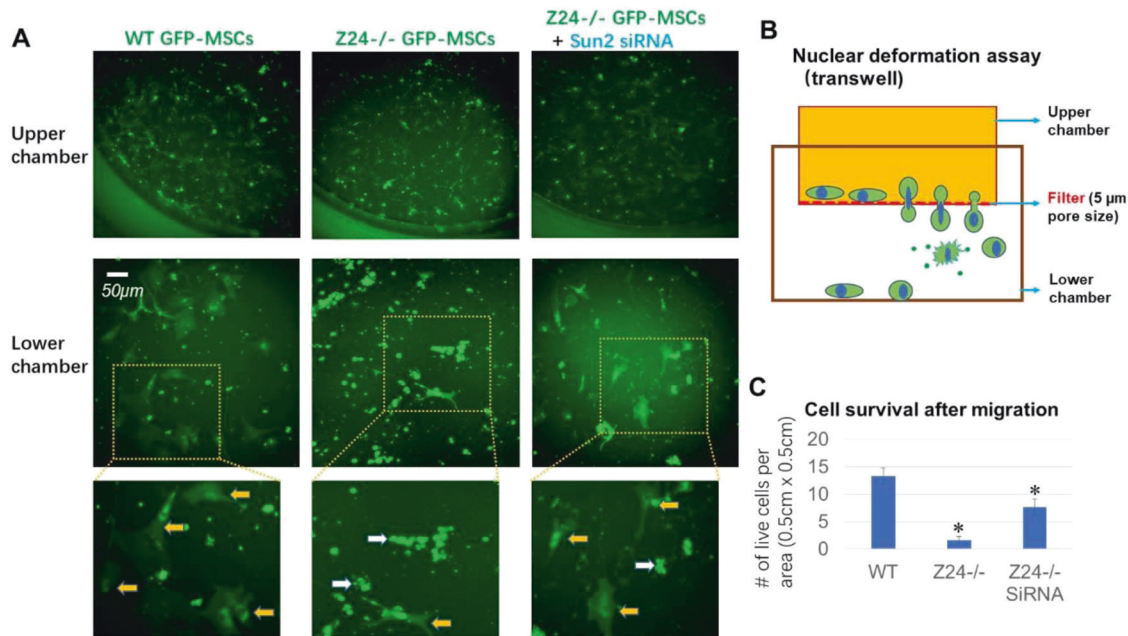 A
WT GFP-MSCs
Z24-/- GFP-MSCs
Z24-/- GFP-MSCs
+ Sun2 siRNA
Upper
chamber
Lower
chamber
50μm
B
Nuclear deformation assay
(transwell)
Upper
chamber
Filter (5 μm
pore size)
Lower
chamber
C
Cell survival after migration
# of live cells per
area (0.5cm x 0.5cm)
20
15
10
5
0
*
*
WT
Z24-/-
Z24-/-
SiRNA